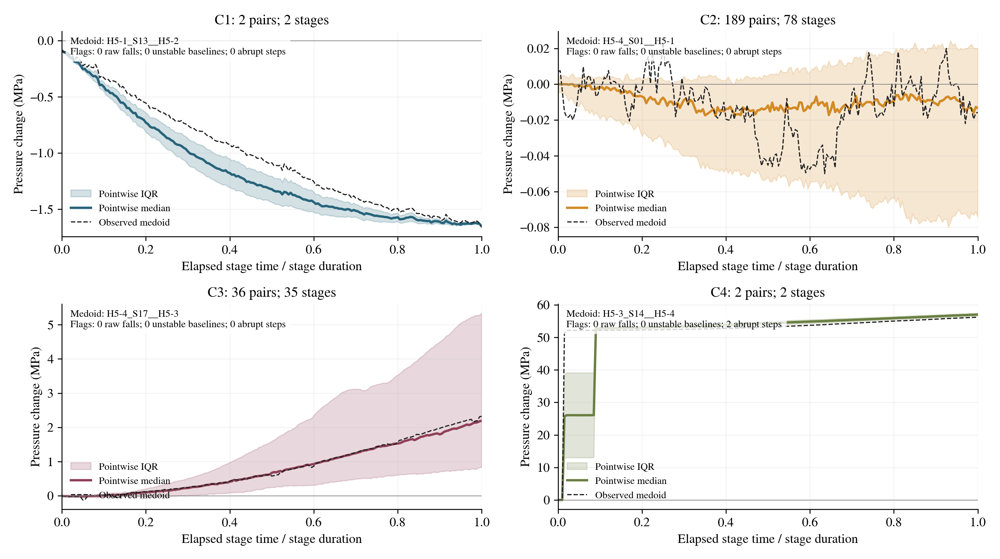 C1: 2 pairs; 2 stages
Pressure change (MPa)
0.0
−0.5
−1.0
−1.5
Medoid: H5-1_S13__H5-2
Flags: 0 raw falls; 0 unstable baselines; 0 abrupt steps
Pointwise IQR
Pointwise median
Observed medoid
0.0 0.2 0.4 0.6 0.8 1.0
Elapsed stage time / stage duration
C2: 189 pairs; 78 stages
Pressure change (MPa)
0.02
0.00
−0.02
−0.04
−0.06
−0.08
Medoid: H5-4_S01__H5-1
Flags: 0 raw falls; 0 unstable baselines; 0 abrupt steps
Pointwise IQR
Pointwise median
Observed medoid
0.0 0.2 0.4 0.6 0.8 1.0
Elapsed stage time / stage duration
C3: 36 pairs; 35 stages
Pressure change (MPa)
5
4
3
2
1
0
Medoid: H5-4_S17__H5-3
Flags: 0 raw falls; 0 unstable baselines; 0 abrupt steps
Pointwise IQR
Pointwise median
Observed medoid
0.0 0.2 0.4 0.6 0.8 1.0
Elapsed stage time / stage duration
C4: 2 pairs; 2 stages
Pressure change (MPa)
60
50
40
30
20
10
0
Medoid: H5-3_S14__H5-4
Flags: 0 raw falls; 0 unstable baselines; 2 abrupt steps
Pointwise IQR
Pointwise median
Observed medoid
0.0 0.2 0.4 0.6 0.8 1.0
Elapsed stage time / stage duration